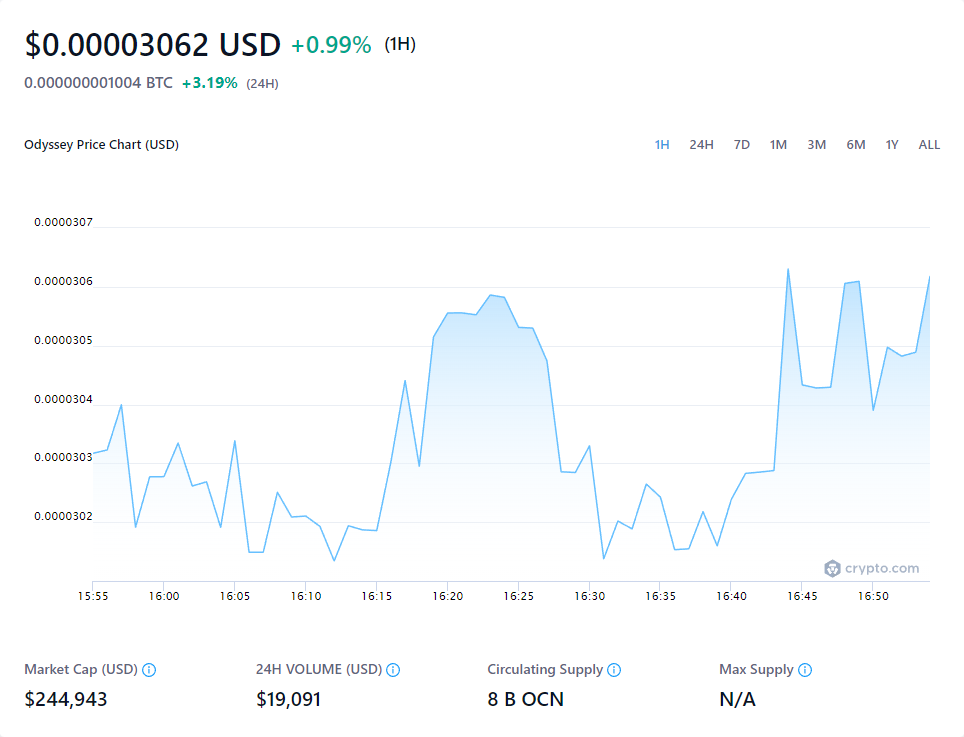 $0.00003062 USD +0.99% (1H)
0.000000001004 BTC +3.19% (24H)
Odyssey Price Chart (USD) 1H 24H 7D 1M 3M 6M 1Y ALL
0.0000307
0.0000306
0.0000305
0.0000304
0.0000303
0.0000302
crypto.com
15:55 16:00 16:05 16:10 16:15 16:20 16:25 16:30 16:35 16:40 16:45 16:50
Market Cap (USD) 24H VOLUME (USD) Circulating Supply Max Supply
$244,943 $19,091 8 B OCN N/A